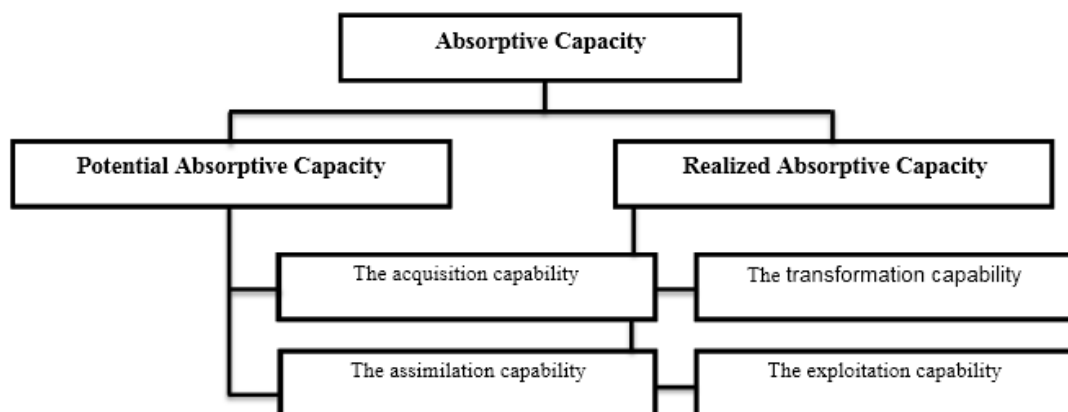 Absorptive Capacity
Potential Absorptive Capacity
Realized Absorptive Capacity
The acquisition capability
The transformation capability
The assimilation capability
The exploitation capability